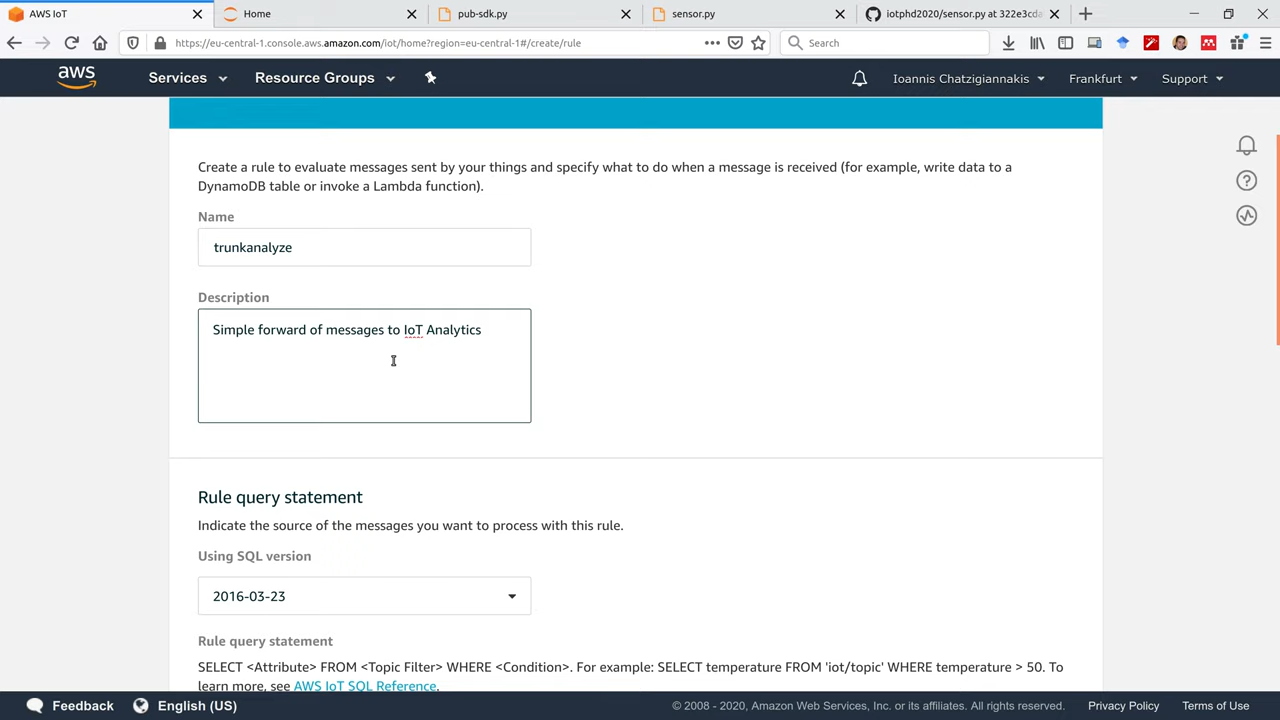 AWS IoT
Home
pub-sdk.py
sensor.py
iotphd2020/sensor.py at 322e3cda
https://eu-central-1.console.aws.amazon.com/iot/home?region=eu-central-1#/create/rule
Search
aws
Services
Resource Groups
Ioannis Chatzigiannakis
Frankfurt
Support
Create a rule to evaluate messages sent by your things and specify what to do when a message is received (for example, write data to a
DynamoDB table or invoke a Lambda function).
Name
trunkanalyze
Description
Simple forward of messages to IoT Analytics
Rule query statement
Indicate the source of the messages you want to process with this rule.
Using SQL version
2016-03-23
Rule query statement
SELECT <Attribute> FROM <Topic Filter> WHERE <Condition>. For example: SELECT temperature FROM 'iot/topic' WHERE temperature > 50. To
learn more, see AWS IoT SQL Reference.
Feedback
English (US)
© 2008 - 2020, Amazon Web Services, Inc. or its affiliates. All rights reserved.
Privacy Policy
Terms of Use